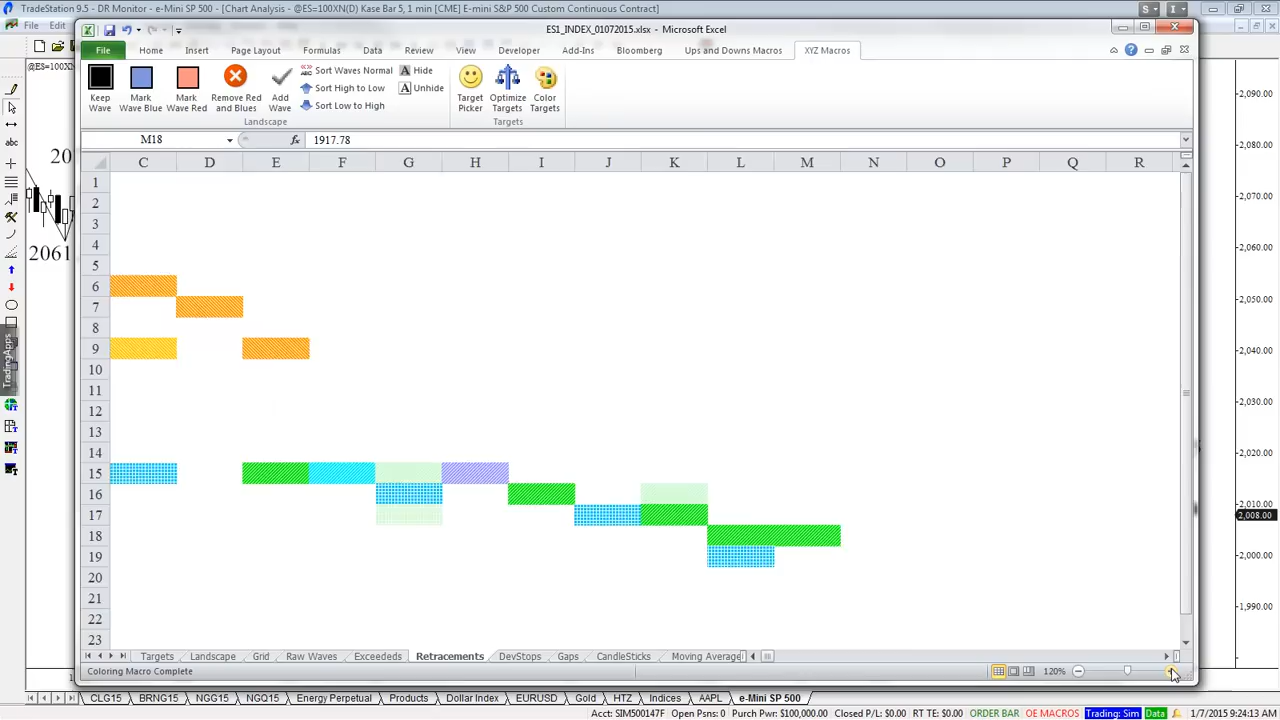 TradeStation 9.5 - DR Monitor - e-Mini SP 500 - [Chart Analysis - @ES=100XN(D) Kase Bar 5, 1 min [CME] E-mini S&P 500 Custom Continuous Contract]
S I
File Edit
ES1_INDEX_01072015.xlsx - Microsoft Excel
File Home Insert Page Layout Formulas Data Review View Developer Add-Ins Bloomberg Ups and Downs Macros XYZ Macros
@ES=100XN
Keep Wave
Mark Wave Blue
Mark Wave Red
Remove Red and Blues
Add Wave
Sort Waves Normal
Sort High to Low
Sort Low to High
Hide
Unhide
Target Picker
Optimize Targets
Color Targets
Landscape
Targets
M18 fx 1917.78
C D E F G H I J K L M N O P Q R
1
2
3
4
5
6
7
8
9
10
11
12
13
14
15
16
17
18
19
20
21
22
23
abc
20
2061
TradingApps
2,090.00
2,080.00
2,070.00
2,060.00
2,050.00
2,040.00
2,030.00
2,020.00
2,010.00
2,008.00
2,000.00
1,990.00
Targets Landscape Grid Raw Waves Exceededs Retracements DevStops Gaps CandleSticks Moving Average
Coloring Macro Complete 120%
CLG15 BRNG15 NGG15 NGQ15 Energy Perpetual Products Dollar Index EURUSD Gold HTZ Indices AAPL e-Mini SP 500
Acct: SIM500147F Open Psns: 0 Purch Pwr: $100,000.00 Closed P/L: $0.00 RT TE: $0.00 ORDER BAR OE MACROS Trading: Sim Data 1/7/2015 9:24:13 AM